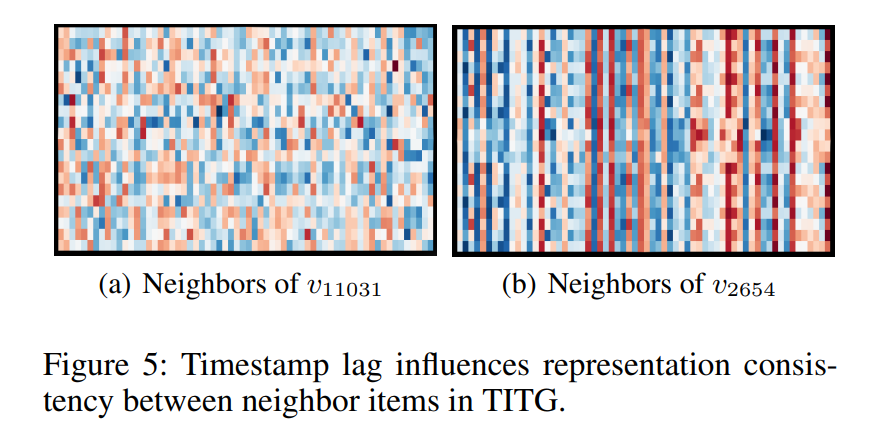 (a) Neighbors of v11031
(b) Neighbors of v2654
Figure 5: Timestamp lag influences representation consis-
tency between neighbor items in TITG.